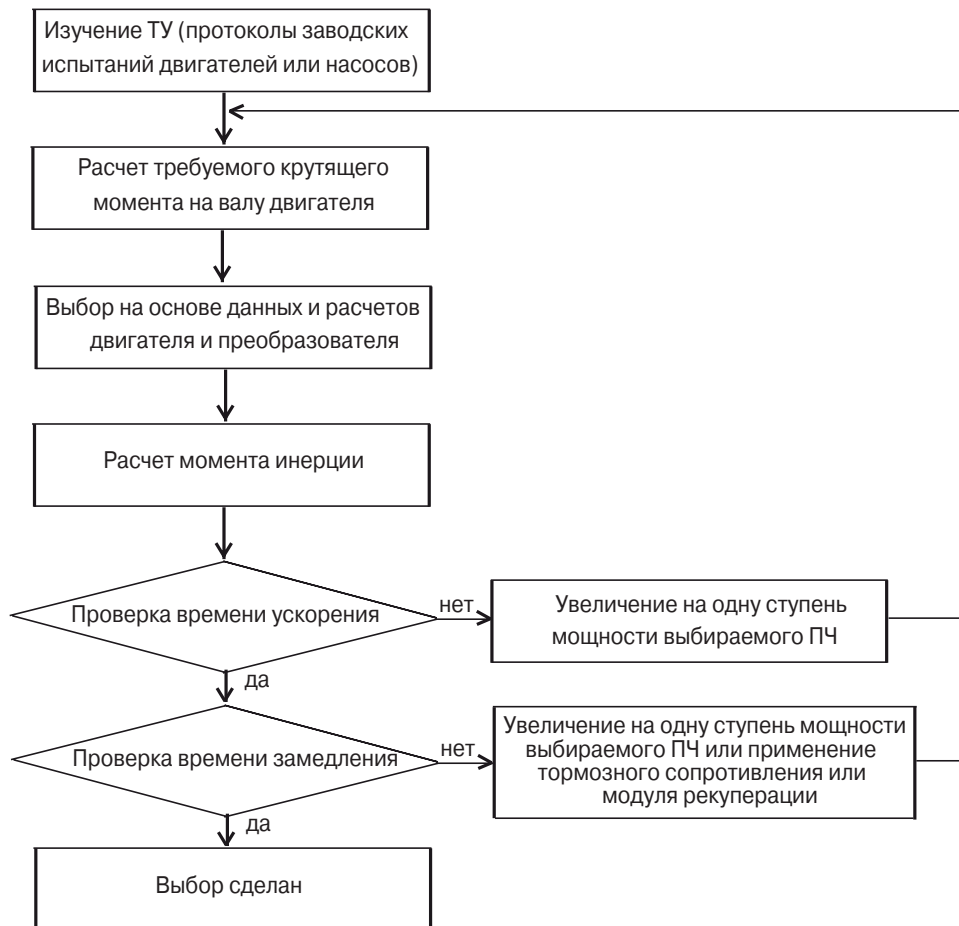 Изучение ТУ (протоколы заводских
испытаний двигателей или насосов)
Расчет требуемого крутящего
момента на валу двигателя
Выбор на основе данных и расчетов
двигателя и преобразователя
Расчет момента инерции
Проверка времени ускорения
нет
Увеличение на одну ступень
мощности выбираемого ПЧ
да
Проверка времени замедления
нет
Увеличение на одну ступень мощности
выбираемого ПЧ или применение
тормозного сопротивления или
модуля рекуперации
да
Выбор сделан